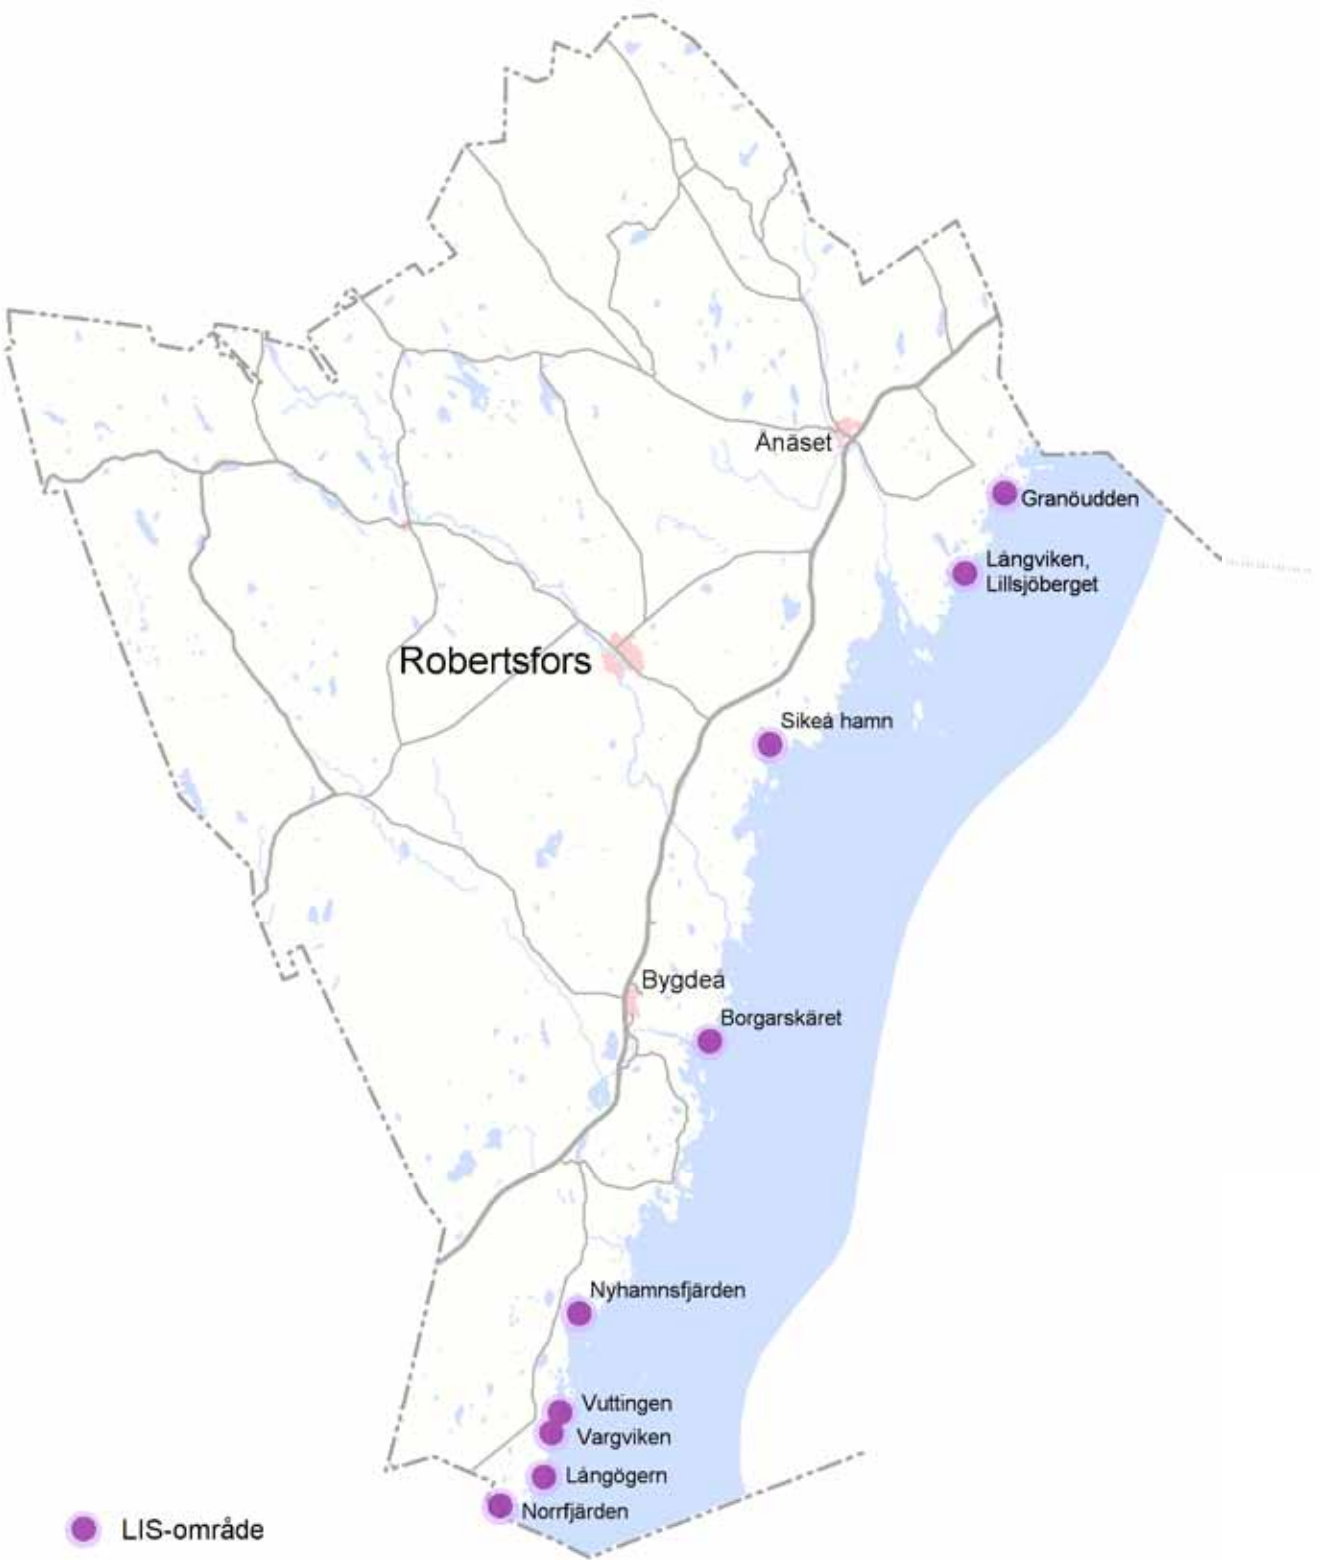 Ånäset
Granöudden
Långviken,
Lillsjöberget
Robertsfors
Sikeå hamn
Bygdeå
Borgarskäret
Nyhamnsfjärden
Vuttingen
Vargviken
Långögern
Norrfjärden
LIS-område